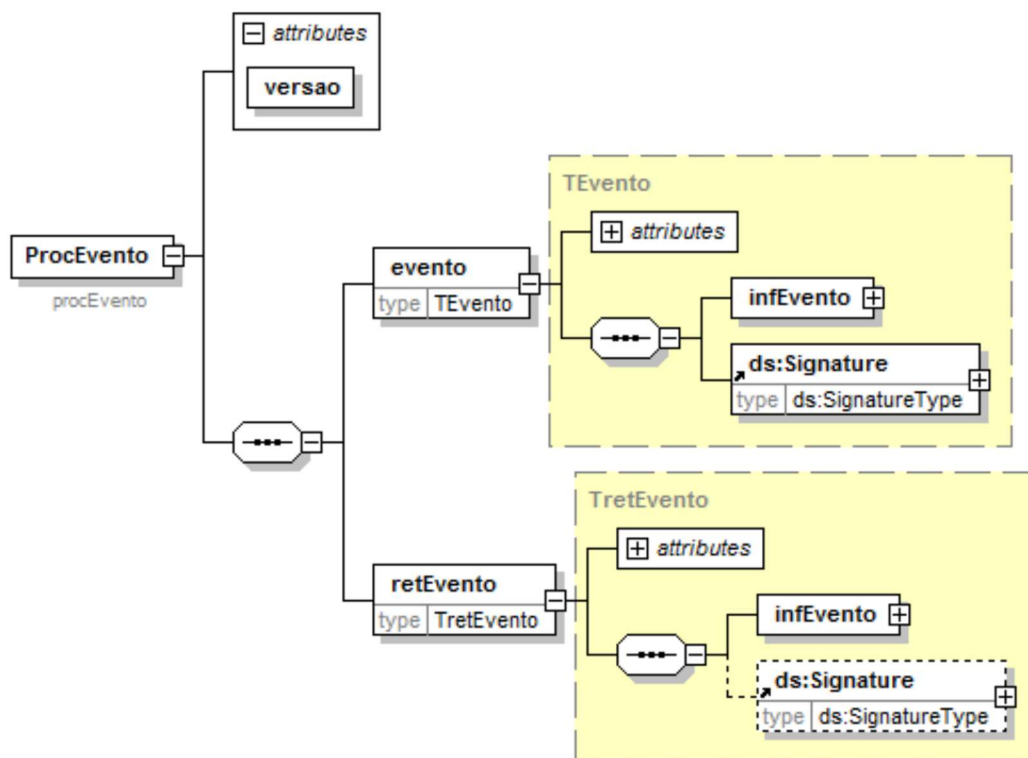 attributes
versao
TEvento
attributes
ProcEvento
procEvento
evento
type TEvento
infEvento
ds:Signature
type ds:SignatureType
TretEvento
attributes
retEvento
type TretEvento
infEvento
ds:Signature
type ds:SignatureType